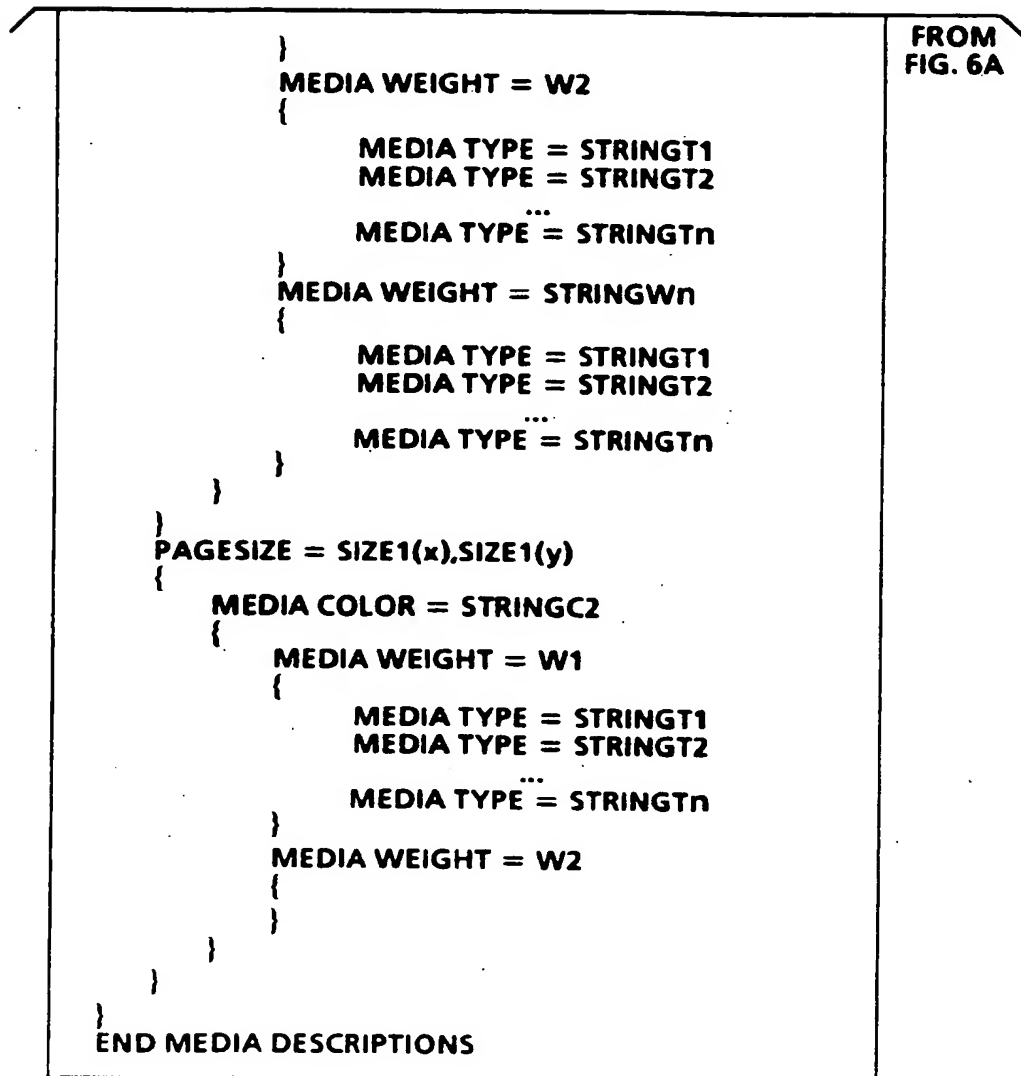 FROM
FIG. 6A
}
MEDIA WEIGHT = W2
{
MEDIA TYPE = STRINGT1
MEDIA TYPE = STRINGT2
...
MEDIA TYPE = STRINGTn
}
MEDIA WEIGHT = STRINGWn
{
MEDIA TYPE = STRINGT1
MEDIA TYPE = STRINGT2
...
MEDIA TYPE = STRINGTn
}
}
}
PAGESIZE = SIZE1(x),SIZE1(y)
{
MEDIA COLOR = STRINGC2
{
MEDIA WEIGHT = W1
{
MEDIA TYPE = STRINGT1
MEDIA TYPE = STRINGT2
...
MEDIA TYPE = STRINGTn
}
MEDIA WEIGHT = W2
{
}
}
}
}
END MEDIA DESCRIPTIONS